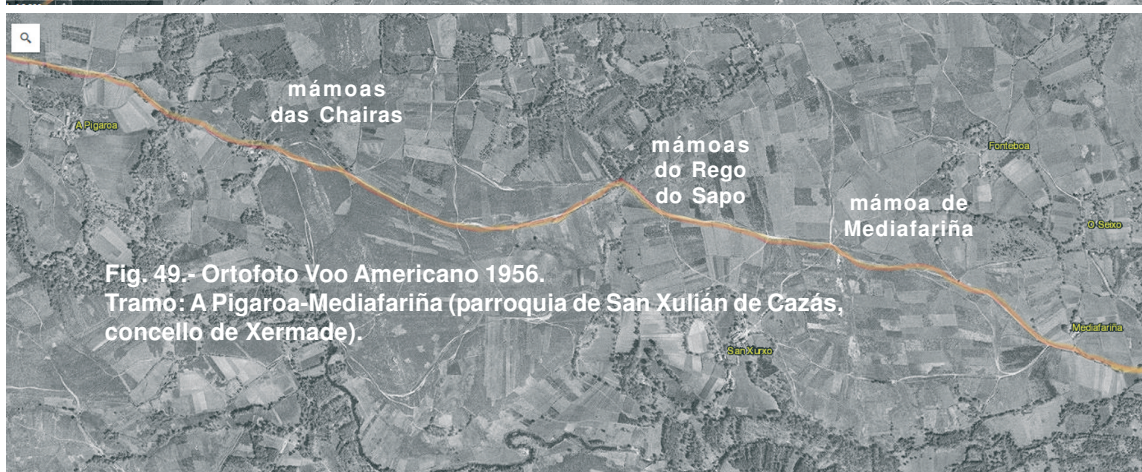 mámoas
das Chairas
A Pigaroa
mámoas
do Rego
do Sapo
Fonteboa
mámoa de
Mediafariña
O Seixo
Fig. 49.- Ortofoto Voo Americano 1956.
Tramo: A Pigaroa-Mediafariña (parroquia de San Xulián de Cazás,
concello de Xermade).
Mediafariña
San Xurxo